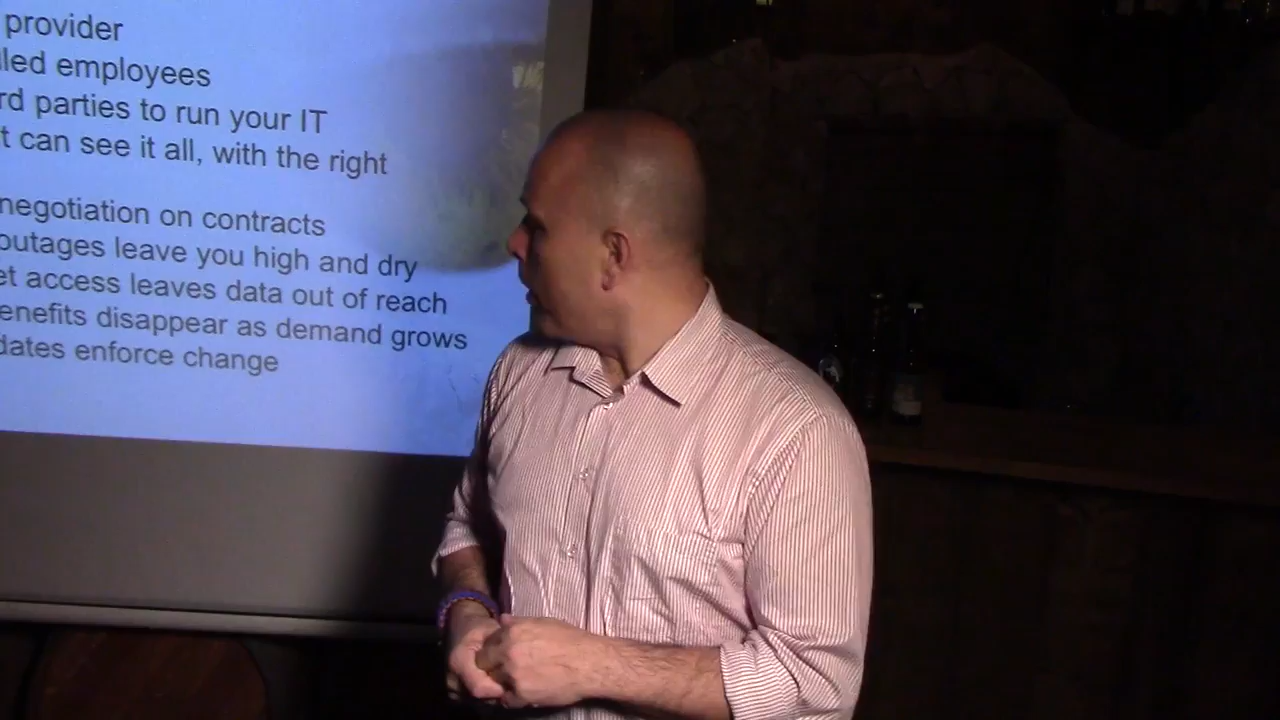 provider
lled employees
rd parties to run your IT
t can see it all, with the right
negotiation on contracts
outages leave you high and dry
et access leaves data out of reach
enefits disappear as demand grows
dates enforce change